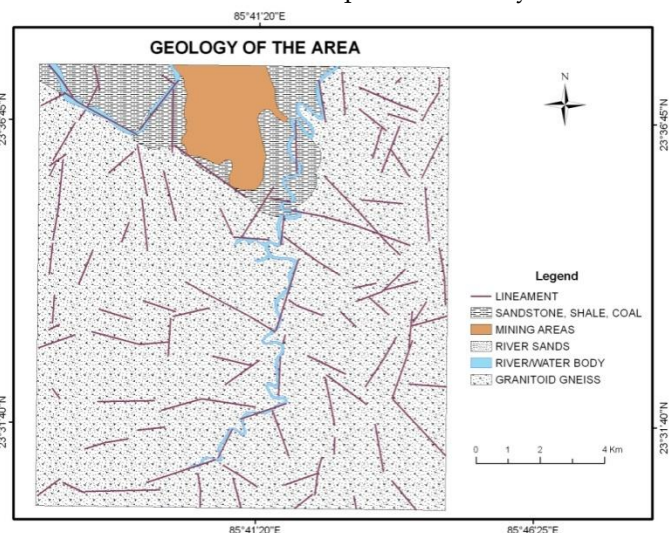 85°41'20"E
GEOLOGY OF THE AREA
N
23°36'45"N
23°36'45"N
Legend
LINEAMENT
SANDSTONE, SHALE, COAL
MINING AREAS
RIVER SANDS
RIVER/WATER BODY
GRANITOID GNEISS
23°31'40"N
23°31'40"N
0 1 2 4 Km
85°41'20"E
85°46'25"E